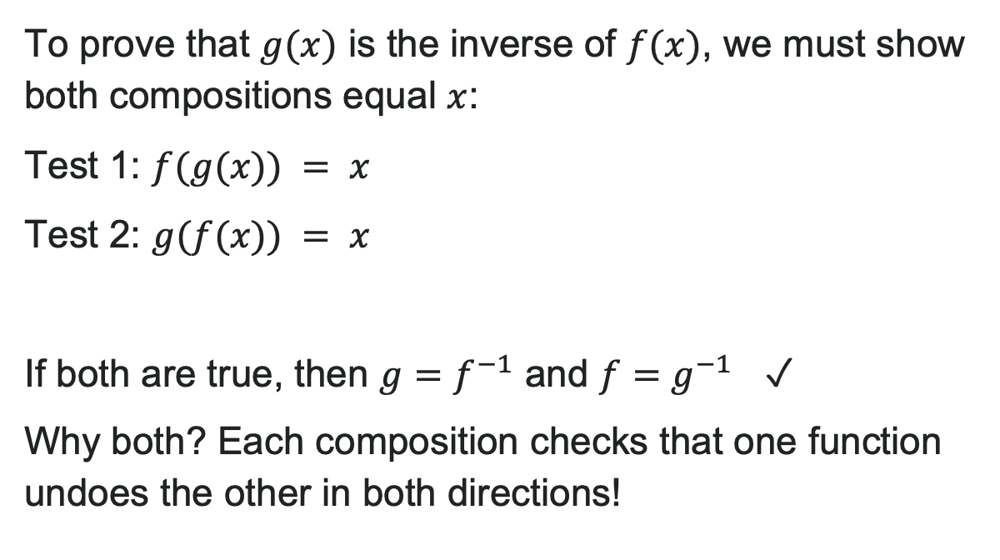 To prove that g(x) is the inverse of f(x), we must show
both compositions equal x:
Test 1: f(g(x)) = x
Test 2: g(f(x)) = x
If both are true, then g = f⁻¹ and f = g⁻¹ ✓
Why both? Each composition checks that one function
undoes the other in both directions!